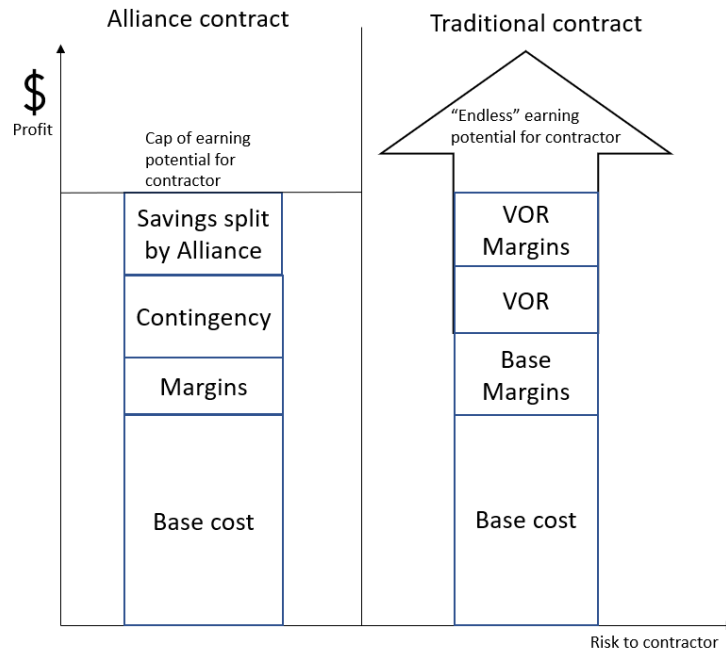 Alliance contract
Traditional contract
$
Profit
Cap of earning
potential for
contractor
"Endless" earning
potential for contractor
Savings split
by Alliance
Contingency
Margins
Base cost
VOR
Margins
VOR
Base
Margins
Base cost
Risk to contractor